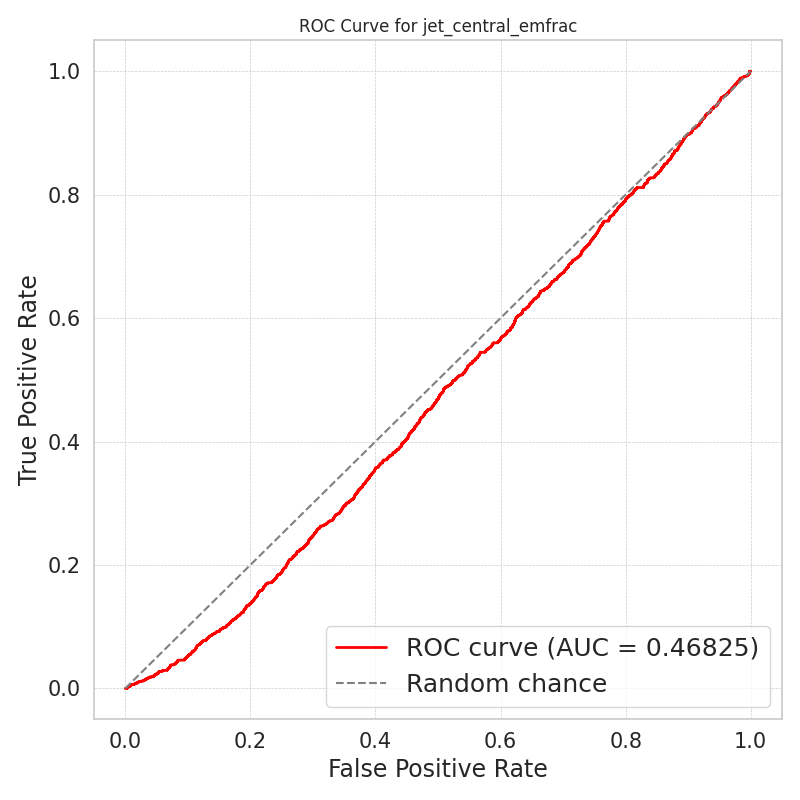 ROC Curve for jet_central_emfrac
1.0
0.8
0.6
0.4
0.2
0.0
True Positive Rate
ROC curve (AUC = 0.46825)
Random chance
0.0 0.2 0.4 0.6 0.8 1.0
False Positive Rate